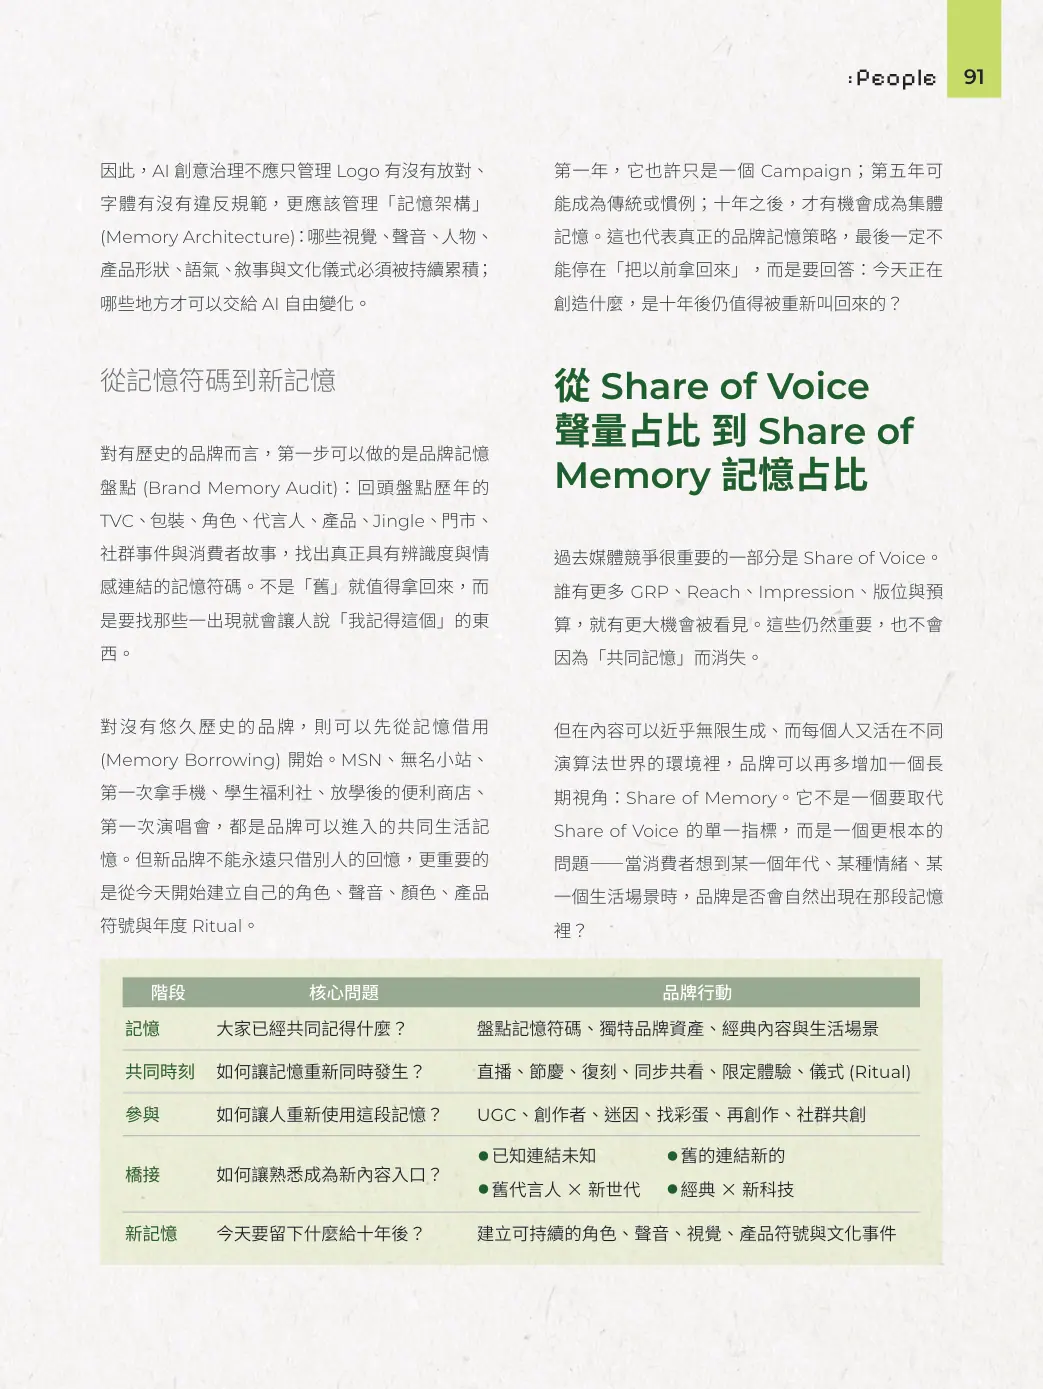 :People 91
因此，AI 創意治理不應只管理 Logo 有沒有放對、
字體有沒有違反規範，更應該管理「記憶架構」
(Memory Architecture)：哪些視覺、聲音、人物、
產品形狀、語氣、敘事與文化儀式必須被持續累積；
哪些地方才可以交給 AI 自由變化。
從記憶符碼到新記憶
對有歷史的品牌而言，第一步可以做的是品牌記憶
盤點 (Brand Memory Audit)：回頭盤點歷年的
TVC、包裝、角色、代言人、產品、Jingle、門市、
社群事件與消費者故事，找出真正具有辨識度與情
感連結的記憶符碼。不是「舊」就值得拿回來，而
是要找那些一出現就會讓人說「我記得這個」的東
西。
對沒有悠久歷史的品牌，則可以先從記憶借用
(Memory Borrowing) 開始。MSN、無名小站、
第一次拿手機、學生福利社、放學後的便利商店、
第一次演唱會，都是品牌可以進入的共同生活記
憶。但新品牌不能永遠只借別人的回憶，更重要的
是從今天開始建立自己的角色、聲音、顏色、產品
符號與年度 Ritual。
第一年，它也許只是一個 Campaign；第五年可
能成為傳統或慣例；十年之後，才有機會成為集體
記憶。這也代表真正的品牌記憶策略，最後一定不
能停在「把以前拿回來」，而是要回答：今天正在
創造什麼，是十年後仍值得被重新叫回來的？
從 Share of Voice
聲量占比 到 Share of
Memory 記憶占比
過去媒體競爭很重要的一部分是 Share of Voice。
誰有更多 GRP、Reach、Impression、版位與預
算，就有更大機會被看見。這些仍然重要，也不會
因為「共同記憶」而消失。
但在內容可以近乎無限生成、而每個人又活在不同
演算法世界的環境裡，品牌可以再多增加一個長
期視角：Share of Memory。它不是一個要取代
Share of Voice 的單一指標，而是一個更根本的
問題——當消費者想到某一個年代、某種情緒、某
一個生活場景時，品牌是否會自然出現在那段記憶
裡？
階段 核心問題 品牌行動
記憶 大家已經共同記得什麼？ 盤點記憶符碼、獨特品牌資產、經典內容與生活場景
共同時刻 如何讓記憶重新同時發生？ 直播、節慶、復刻、同步共看、限定體驗、儀式 (Ritual)
參與 如何讓人重新使用這段記憶？ UGC、創作者、迷因、找彩蛋、再創作、社群共創
橋接 如何讓熟悉成為新內容入口？ ●已知連結未知 ●舊的連結新的
●舊代言人 × 新世代 ●經典 × 新科技
新記憶 今天要留下什麼給十年後？ 建立可持續的角色、聲音、視覺、產品符號與文化事件